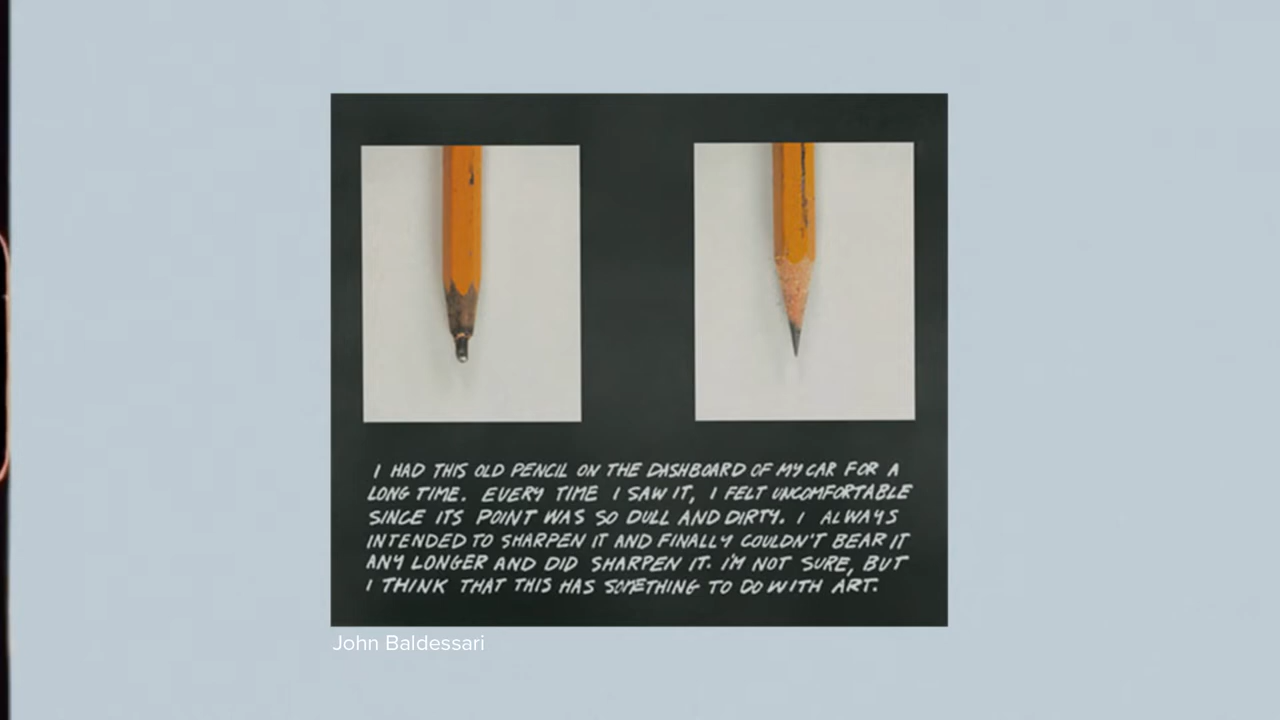 I HAD THIS OLD PENCIL ON THE DASHBOARD OF MY CAR FOR A
LONG TIME. EVERY TIME I SAW IT, I FELT UNCOMFORTABLE
SINCE ITS POINT WAS SO DULL AND DIRTY. I ALWAYS
INTENDED TO SHARPEN IT AND FINALLY COULDN'T BEAR IT
ANY LONGER AND DID SHARPEN IT. I'M NOT SURE, BUT
I THINK THAT THIS HAS SOMETHING TO DO WITH ART.
John Baldessari